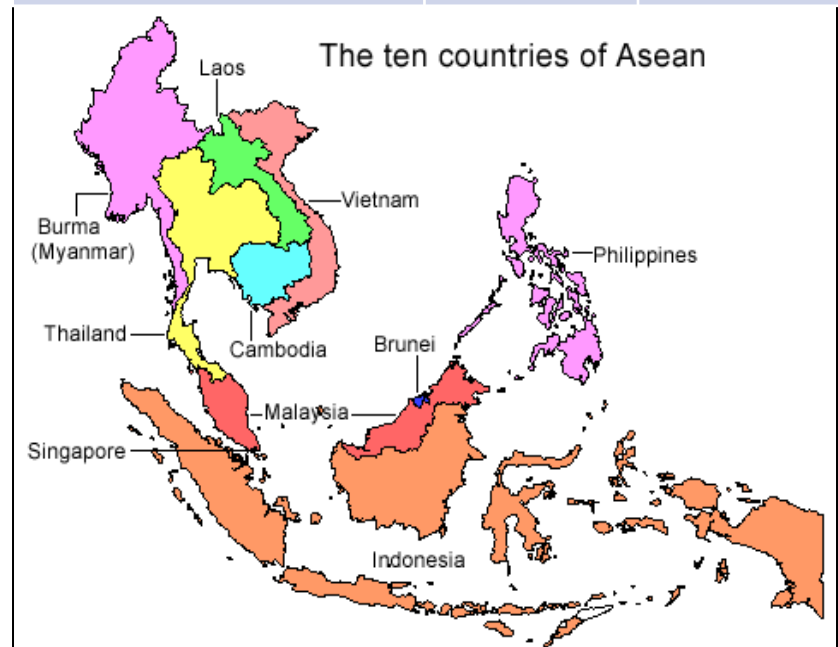 The ten countries of Asean
Laos
Vietnam
Burma
(Myanmar)
Philippines
Thailand
Cambodia
Brunei
Malaysia
Singapore
Indonesia